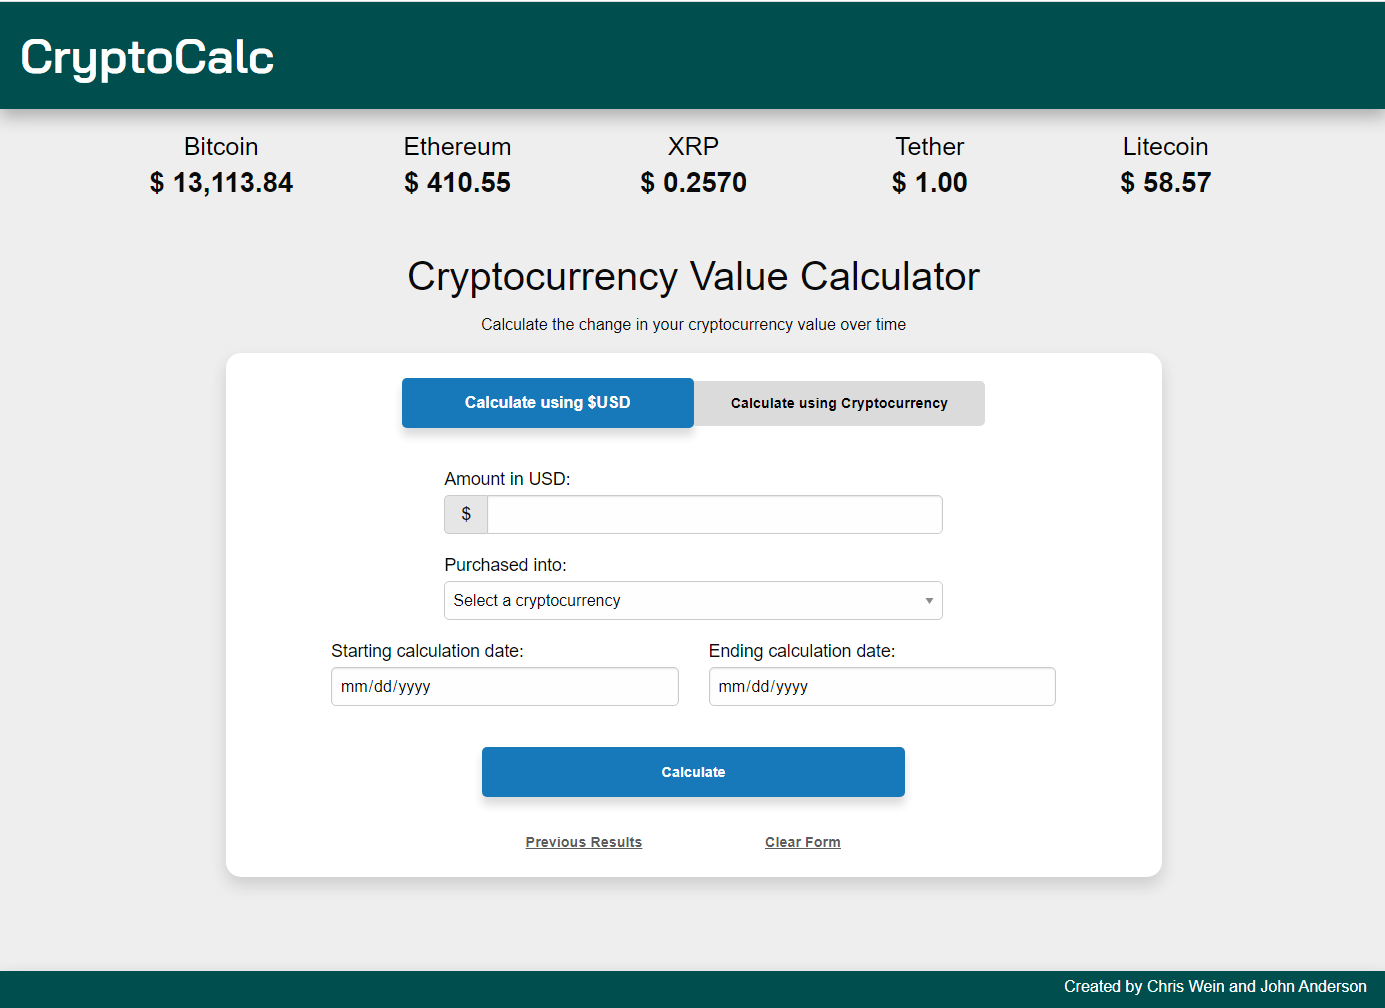 CryptoCalc
Bitcoin Ethereum XRP Tether Litecoin
$ 13,113.84 $ 410.55 $ 0.2570 $ 1.00 $ 58.57
Cryptocurrency Value Calculator
Calculate the change in your cryptocurrency value over time
Calculate using $USD Calculate using Cryptocurrency
Amount in USD:
$
Purchased into:
Select a cryptocurrency
Starting calculation date: Ending calculation date:
mm/dd/yyyy mm/dd/yyyy
Calculate
Previous Results Clear Form
Created by Chris Wein and John Anderson